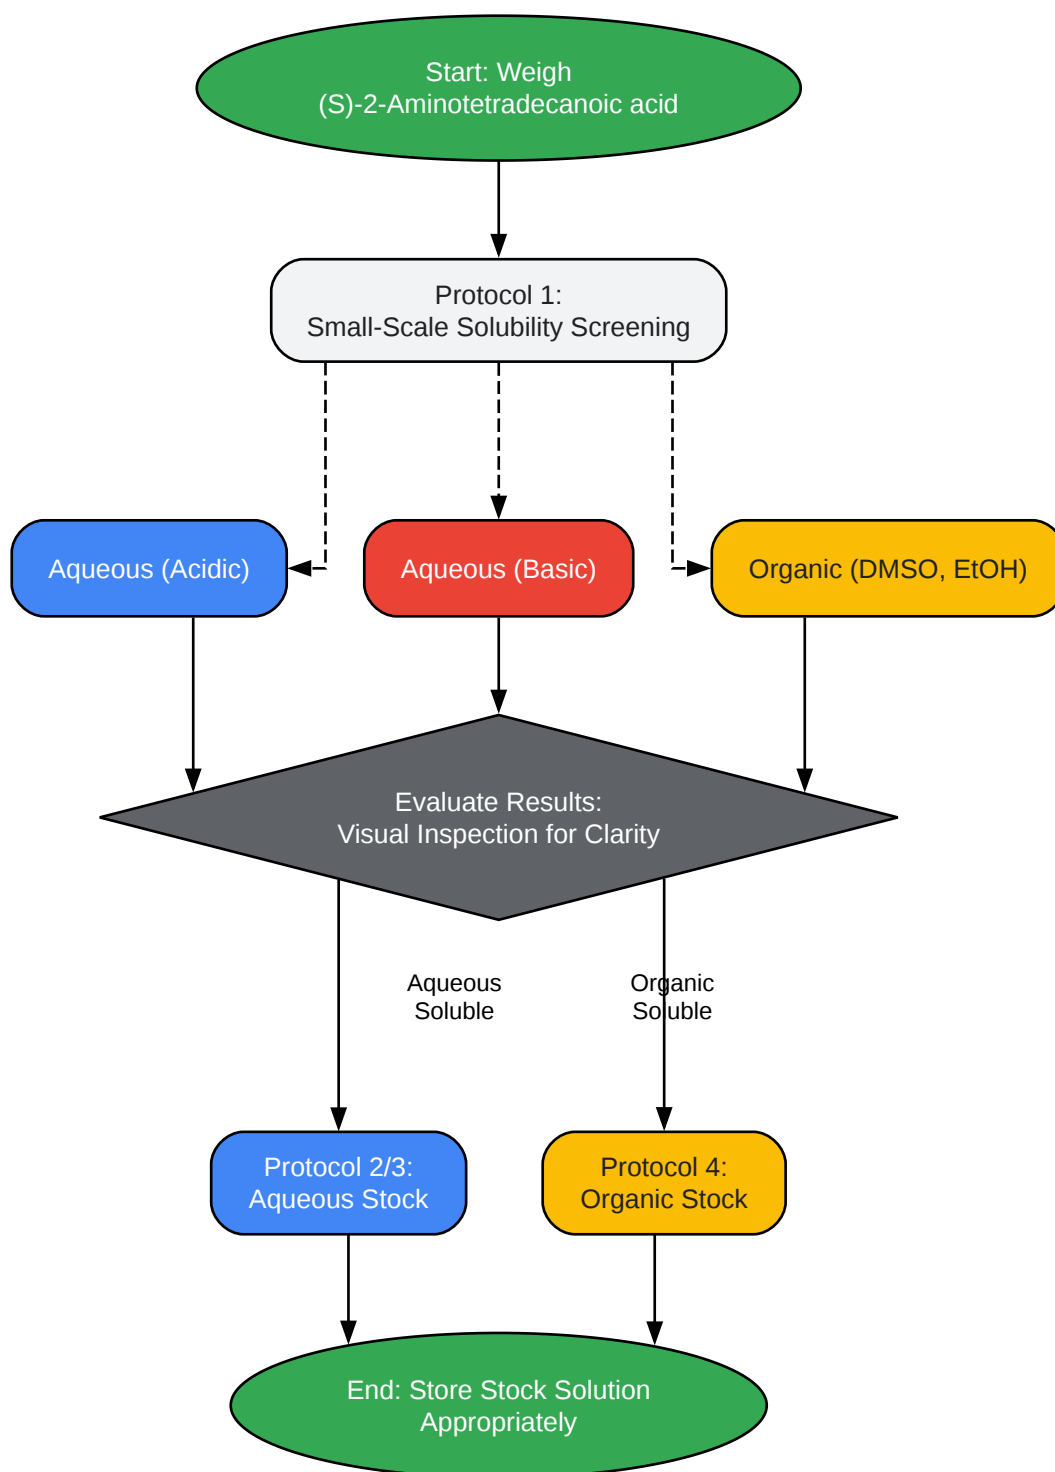 Start: Weigh
(S)-2-Aminotetradecanoic acid
Protocol 1:
Small-Scale Solubility Screening
Aqueous (Acidic)
Aqueous (Basic)
Organic (DMSO, EtOH)
Evaluate Results:
Visual Inspection for Clarity
Aqueous
Soluble
Organic
Soluble
Protocol 2/3:
Aqueous Stock
Protocol 4:
Organic Stock
End: Store Stock Solution
Appropriately